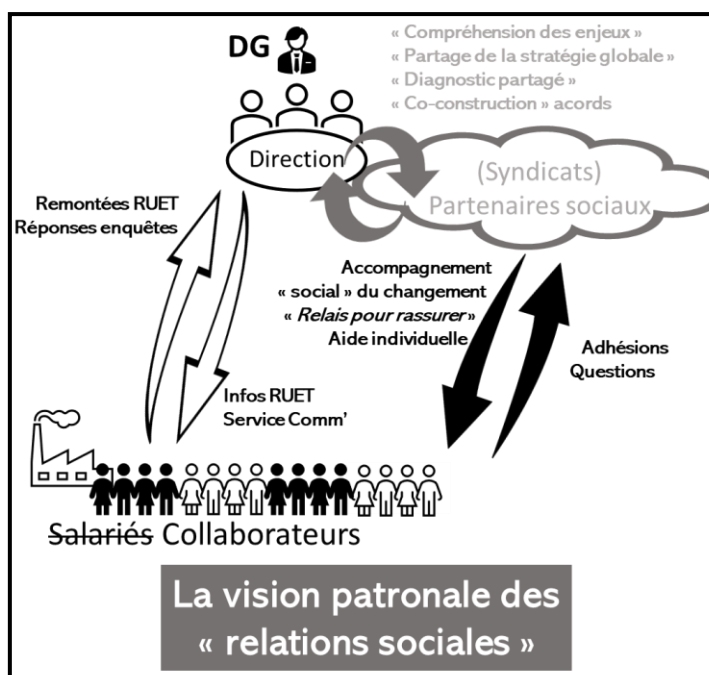 DG
« Compréhension des enjeux »
« Partage de la stratégie globale »
« Diagnostic partagé »
« Co-construction » acords
Direction
(Syndicats)
Partenaires sociaux
Remontées RUET
Réponses enquêtes
Accompagnement
« social » du changement
« Relais pour rassurer »
Aide individuelle
Adhésions
Questions
Infos RUET
Service Comm’
Salariés Collaborateurs
La vision patronale des
« relations sociales »